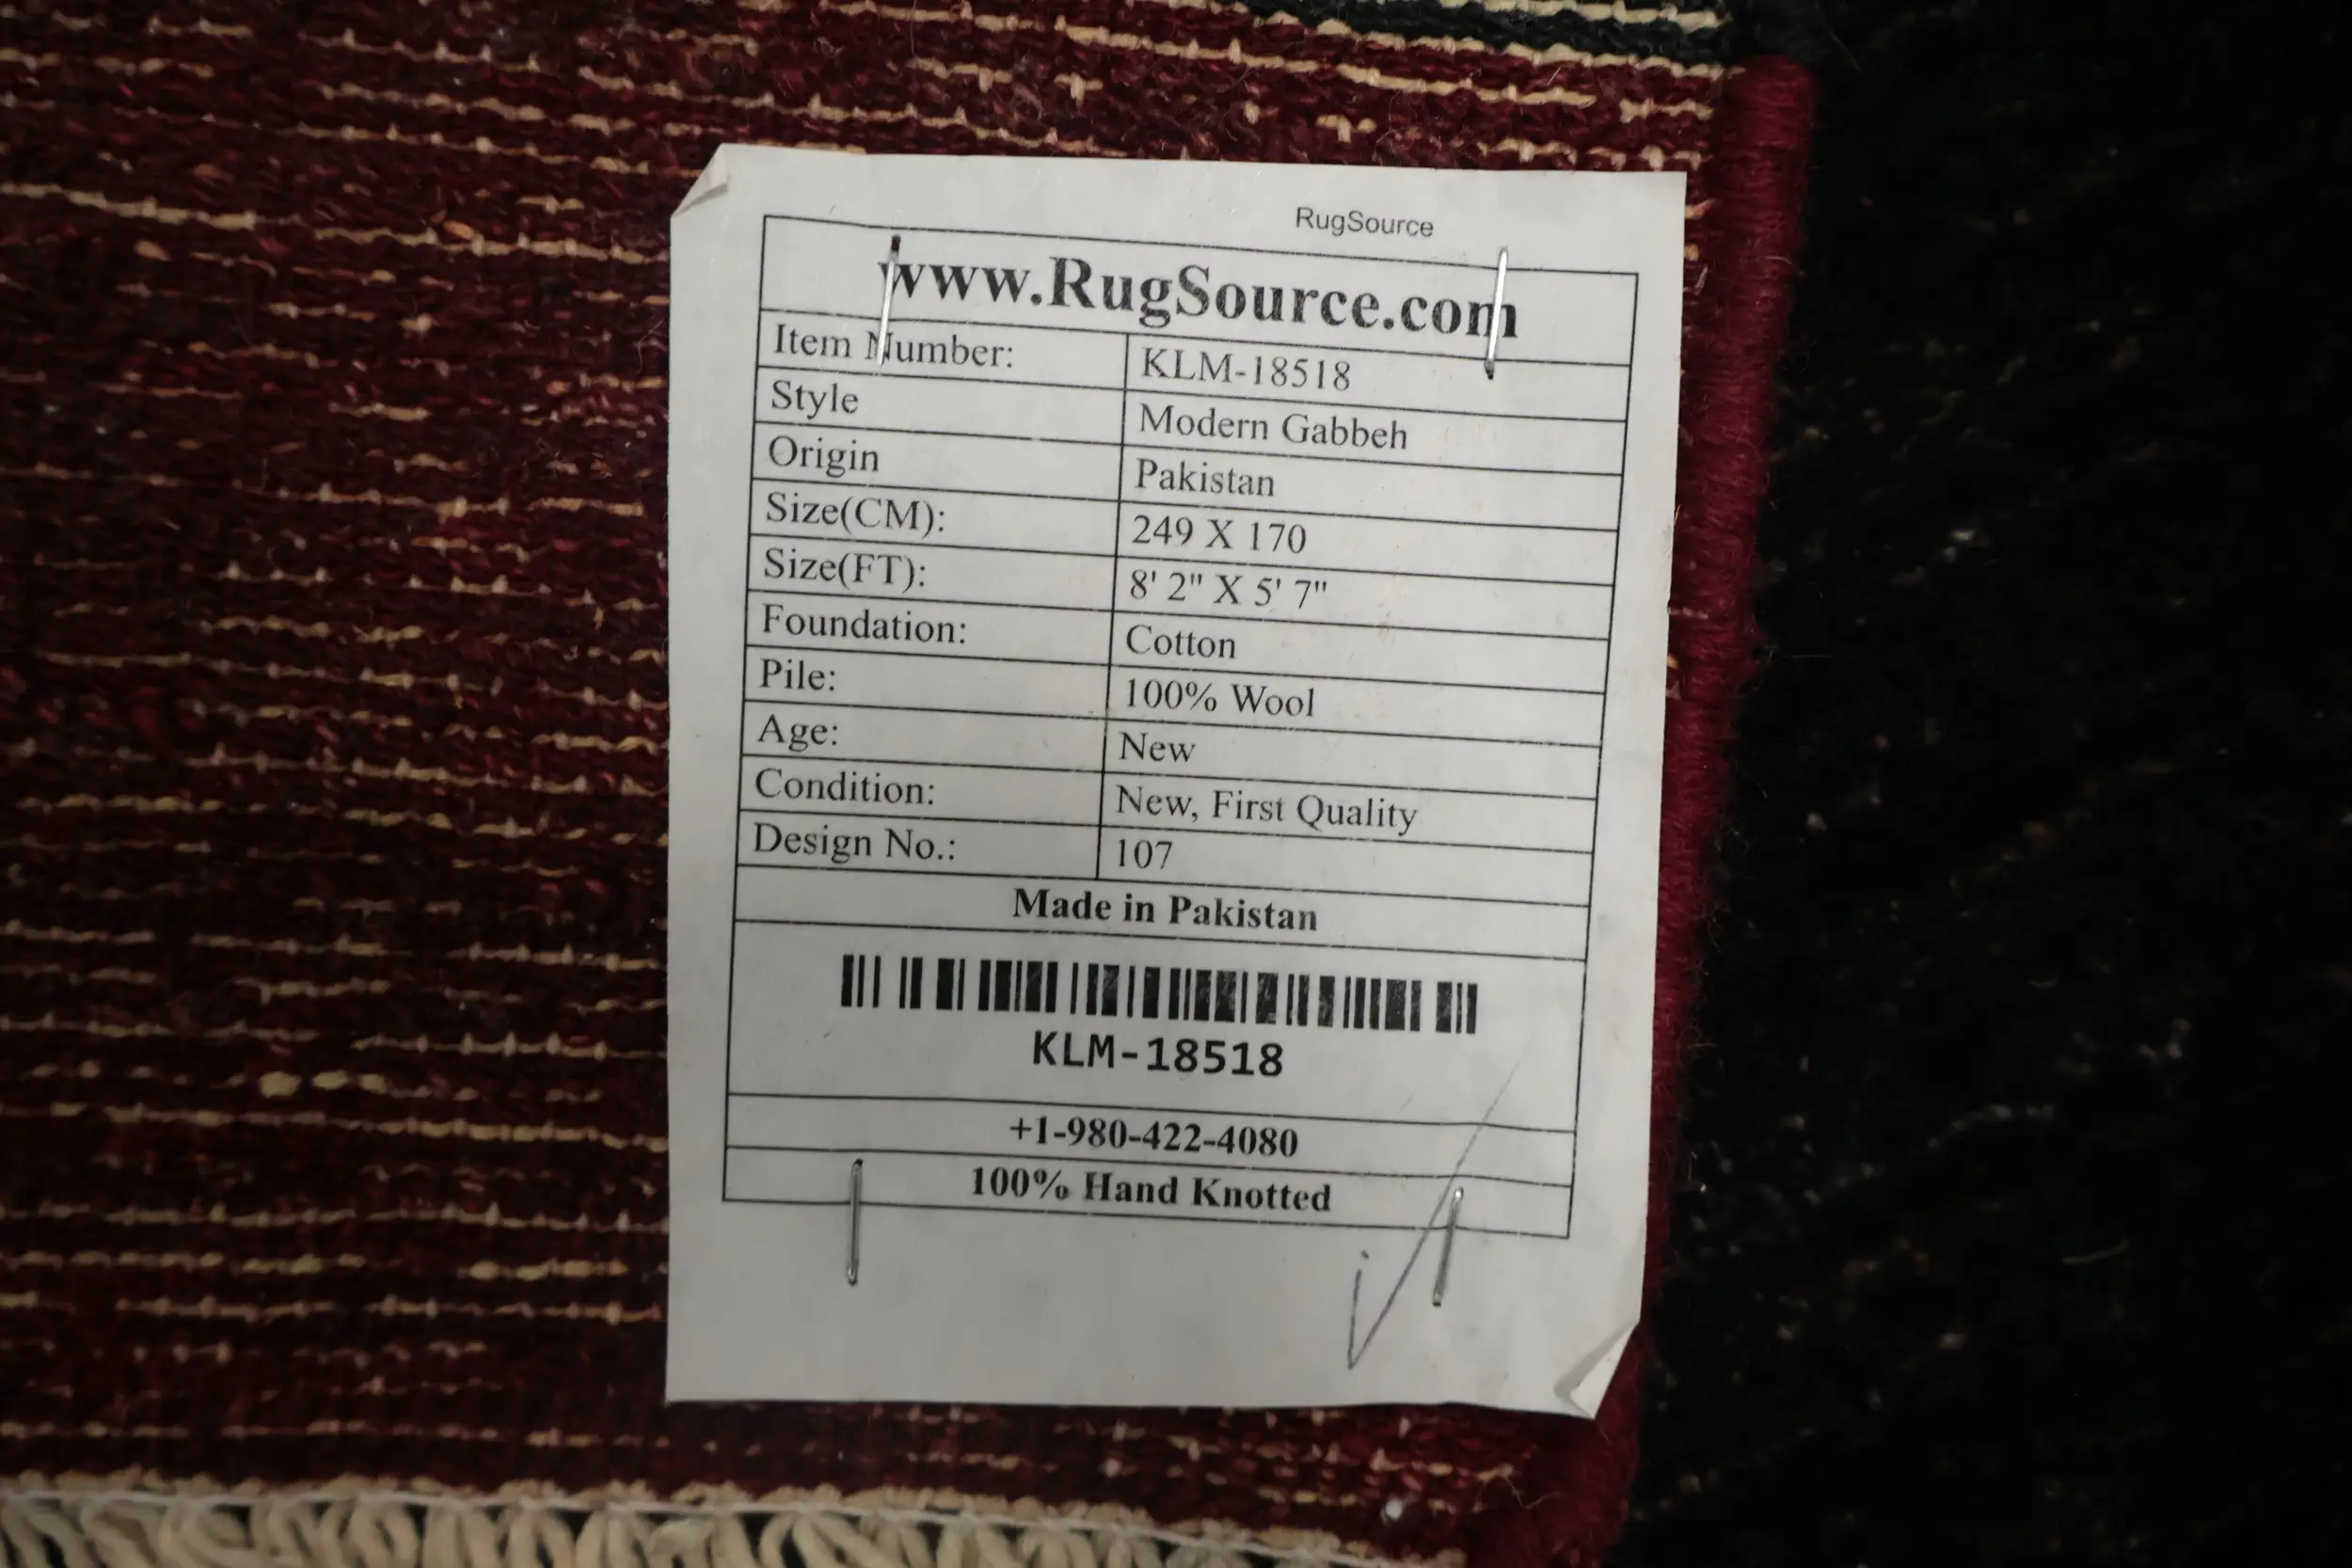 RugSource
www.RugSource.com
Item Number: KLM-18518
Style Modern Gabbeh
Origin Pakistan
Size(CM): 249 X 170
Size(FT): 8' 2" X 5' 7"
Foundation: Cotton
Pile: 100% Wool
Age: New
Condition: New, First Quality
Design No.: 107
Made in Pakistan
KLM-18518
+1-980-422-4080
100% Hand Knotted